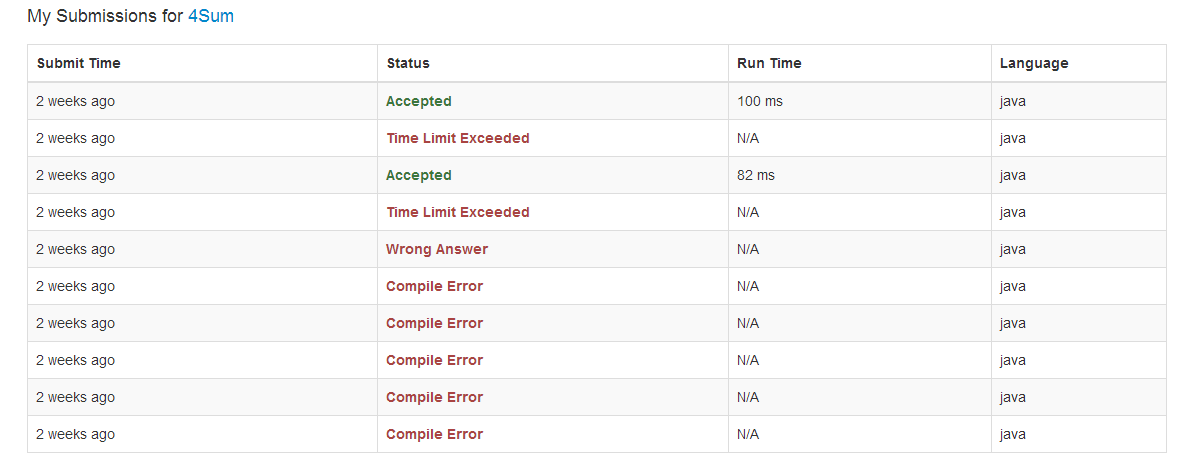 My Submissions for 4Sum
Submit Time Status Run Time Language
2 weeks ago Accepted 100 ms java
2 weeks ago Time Limit Exceeded N/A java
2 weeks ago Accepted 82 ms java
2 weeks ago Time Limit Exceeded N/A java
2 weeks ago Wrong Answer N/A java
2 weeks ago Compile Error N/A java
2 weeks ago Compile Error N/A java
2 weeks ago Compile Error N/A java
2 weeks ago Compile Error N/A java
2 weeks ago Compile Error N/A java